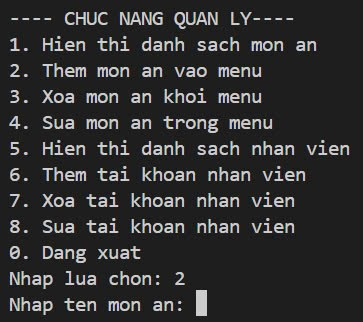 ---- CHUC NANG QUAN LY----
1. Hien thi danh sach mon an
2. Them mon an vao menu
3. Xoa mon an khoi menu
4. Sua mon an trong menu
5. Hien thi danh sach nhan vien
6. Them tai khoan nhan vien
7. Xoa tai khoan nhan vien
8. Sua tai khoan nhan vien
0. Dang xuat
Nhap lua chon: 2
Nhap ten mon an: